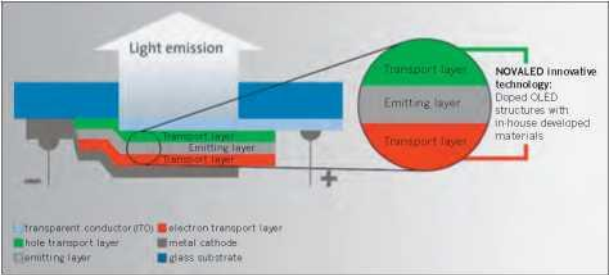 Light emission
Transport layer
Emitting layer
Transport layer
NOVALED innovative
technology:
Doped OLED
structures with
in-house developed
materials
Transport layer
Emitting layer
Transport layer
–
+
transparent conductor (ITO)
electron transport layer
hole transport layer
metal cathode
emitting layer
glass substrate